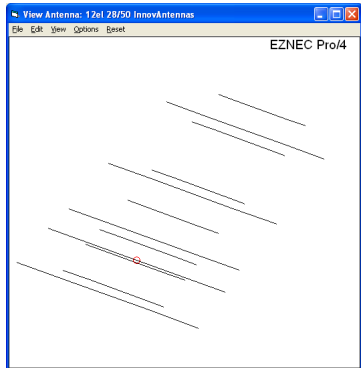 View Antenna: 12el 28/50 InnovAntennas
File Edit View Options Reset
EZNEC Pro/4